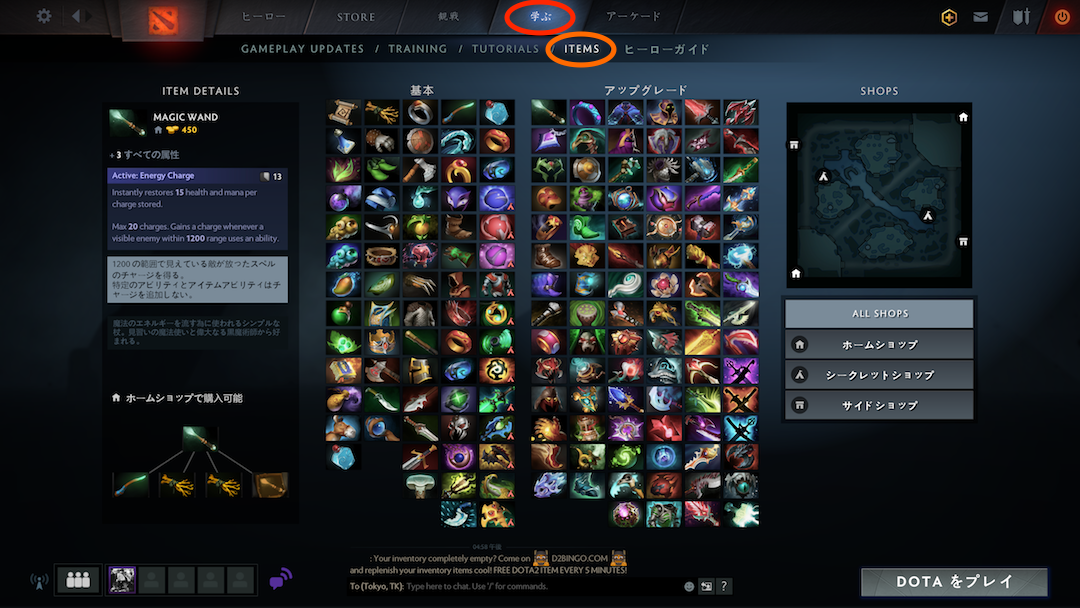 ヒーロー
STORE
観戦
学ぶ
アーケード
GAMEPLAY UPDATES / TRAINING / TUTORIALS / ITEMS ヒーローガイド
ITEM DETAILS
基本
アップグレード
SHOPS
MAGIC WAND
450
+ 3 すべての属性
Active: Energy Charge 13
Instantly restores 15 health and mana per
charge stored.
Max 20 charges. Gains a charge whenever a
visible enemy within 1200 range uses an ability.
1200 の範囲で見えている敵が放ったスペル
のチャージを得る。
特定のアビリティとアイテムアビリティはチ
ャージを追加しない。
魔法のエネルギーを流す為に使われるシンプルな
杖。見習いの魔法使いと偉大なる黒魔術師から好
まれる。
ホームショップで購入可能
ALL SHOPS
ホームショップ
シークレットショップ
サイドショップ
04:58 午後
: Your inventory completely empty? Come on D2BINGO.COM
and replenish your inventory items cool! FREE DOTA2 ITEM EVERY 5 MINUTES!
To (Tokyo, TK): Type here to chat. Use '/' for commands.
?
DOTA をプレイ